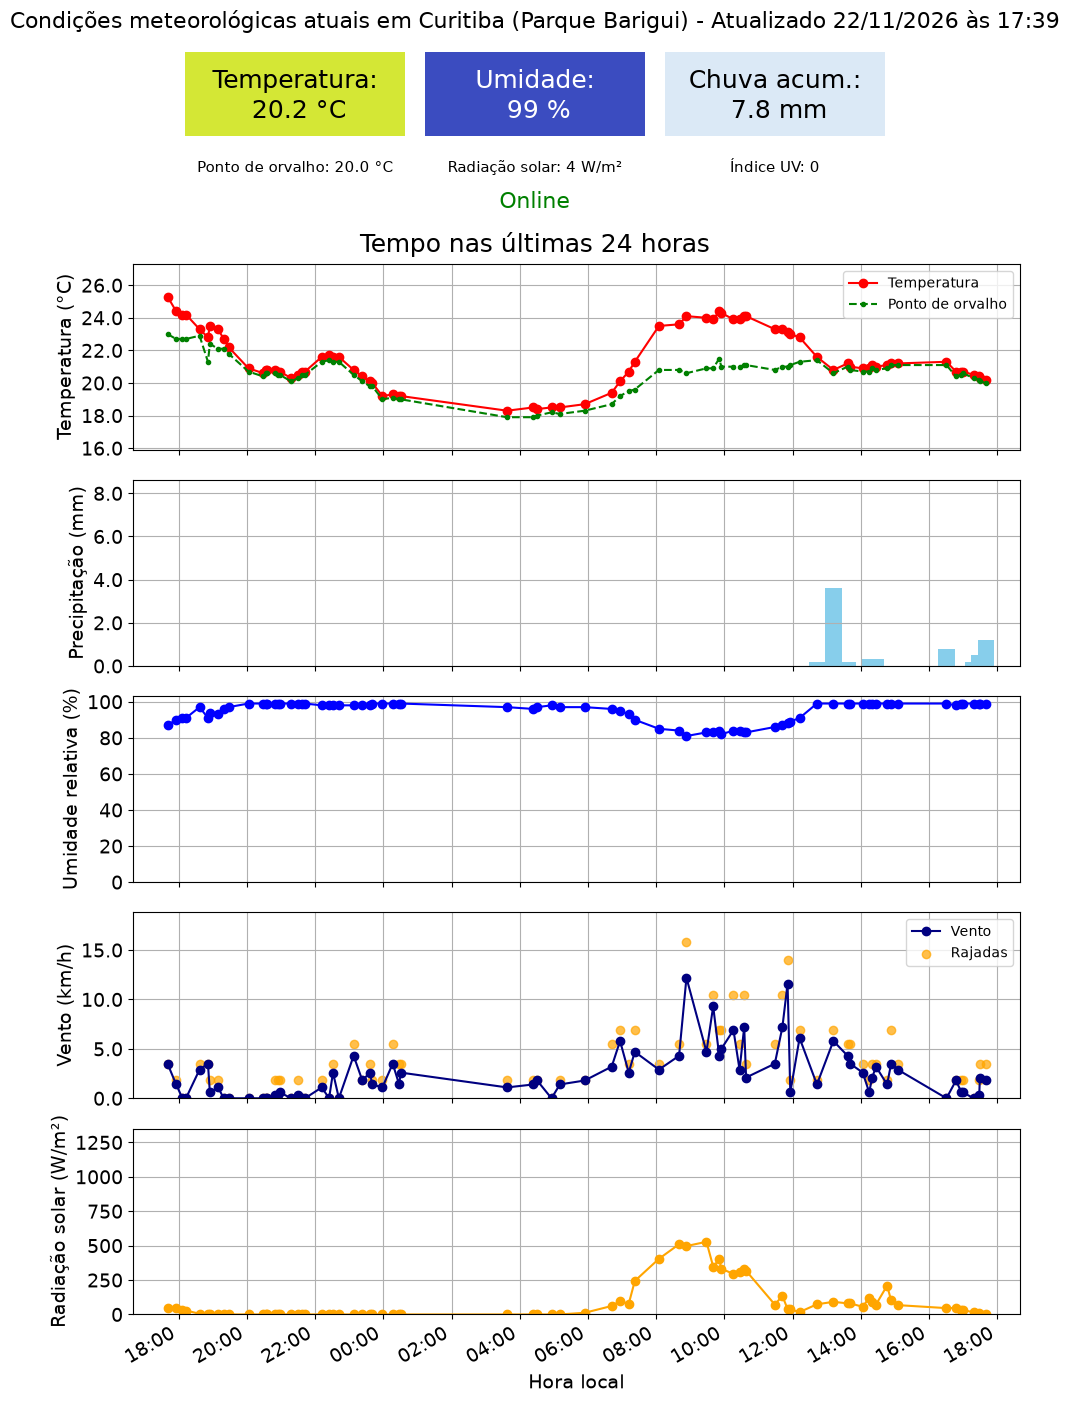 Condições meteorológicas atuais em Curitiba (Parque Barigui) - Atualizado 22/11/2026 às 17:39
Temperatura:
20.2 °C
Umidade:
99 %
Chuva acum.:
7.8 mm
Ponto de orvalho: 20.0 °C
Radiação solar: 4 W/m²
Índice UV: 0
Online
Tempo nas últimas 24 horas
Temperatura (°C)
26.0
24.0
22.0
20.0
18.0
16.0
Temperatura
Ponto de orvalho
Precipitação (mm)
8.0
6.0
4.0
2.0
0.0
Umidade relativa (%)
100
80
60
40
20
0
Vento (km/h)
15.0
10.0
5.0
0.0
Vento
Rajadas
Radiação solar (W/m²)
1250
1000
750
500
250
0
18:00
20:00
22:00
00:00
02:00
04:00
06:00
08:00
10:00
12:00
14:00
16:00
18:00
Hora local